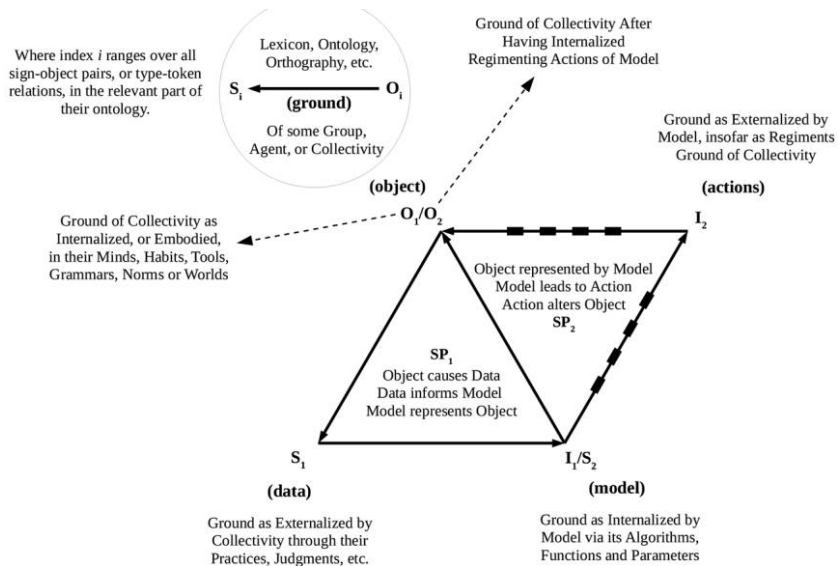 Where index i ranges over all
sign-object pairs, or type-token
relations, in the relevant part of
their ontology.
Lexicon, Ontology,
Orthography, etc.
Sᵢ
Oᵢ
(ground)
Of some Group,
Agent, or Collectivity
Ground of Collectivity After
Having Internalized
Regimenting Actions of Model
Ground as Externalized by
Model, insofar as Regiments
Ground of Collectivity
(object)
O₁/O₂
(actions)
I₂
Ground of Collectivity as
Internalized, or Embodied,
in their Minds, Habits, Tools,
Grammars, Norms or Worlds
Object represented by Model
Model leads to Action
Action alters Object
SP₂
SP₁
Object causes Data
Data informs Model
Model represents Object
S₁
(data)
Ground as Externalized by
Collectivity through their
Practices, Judgments, etc.
I₁/S₂
(model)
Ground as Internalized by
Model via its Algorithms,
Functions and Parameters